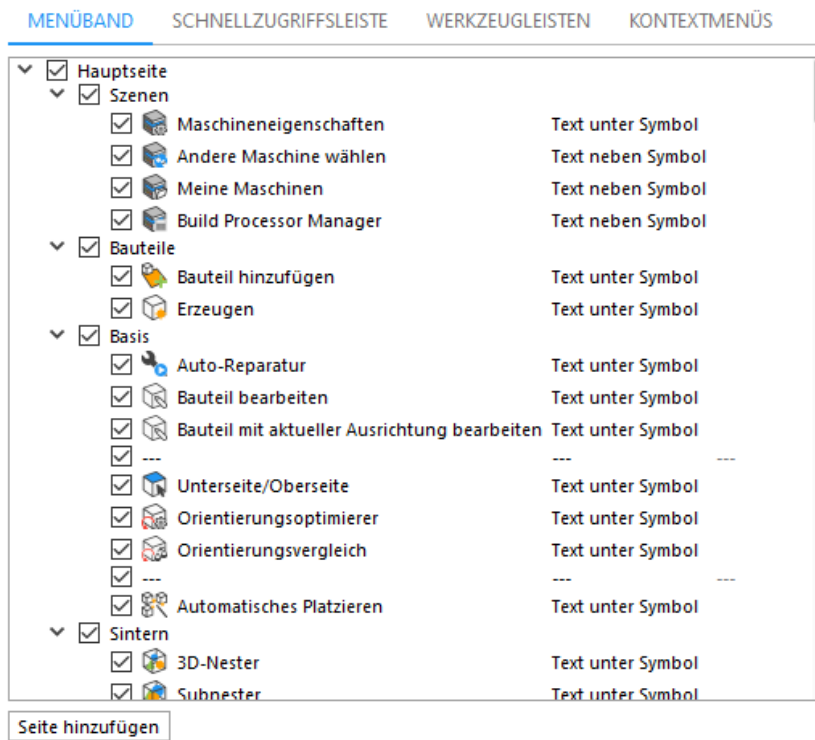 MENÜBAND SCHNELLZUGRIFFSLEISTE WERKZEUGLEISTEN KONTEXTMENÜS
Hauptseite
Szenen
Maschineneigenschaften Text unter Symbol
Andere Maschine wählen Text neben Symbol
Meine Maschinen Text neben Symbol
Build Processor Manager Text neben Symbol
Bauteile
Bauteil hinzufügen Text unter Symbol
Erzeugen Text unter Symbol
Basis
Auto-Reparatur Text unter Symbol
Bauteil bearbeiten Text unter Symbol
Bauteil mit aktueller Ausrichtung bearbeiten Text unter Symbol
--- --- ---
Unterseite/Oberseite Text unter Symbol
Orientierungsoptimierer Text unter Symbol
Orientierungsvergleich Text unter Symbol
--- --- ---
Automatisches Platzieren Text unter Symbol
Sintern
3D-Nester Text unter Symbol
Subnester Text unter Symbol
Seite hinzufügen